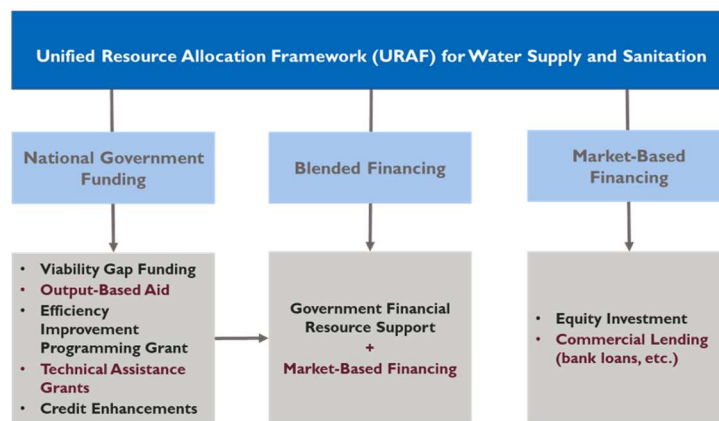 Unified Resource Allocation Framework (URAF) for Water Supply and Sanitation
National Government
Funding
Blended Financing
Market-Based
Financing
• Viability Gap Funding
• Output-Based Aid
• Efficiency
Improvement
Programming Grant
• Technical Assistance
Grants
• Credit Enhancements
Government Financial
Resource Support
+
Market-Based Financing
• Equity Investment
• Commercial Lending
(bank loans, etc.)